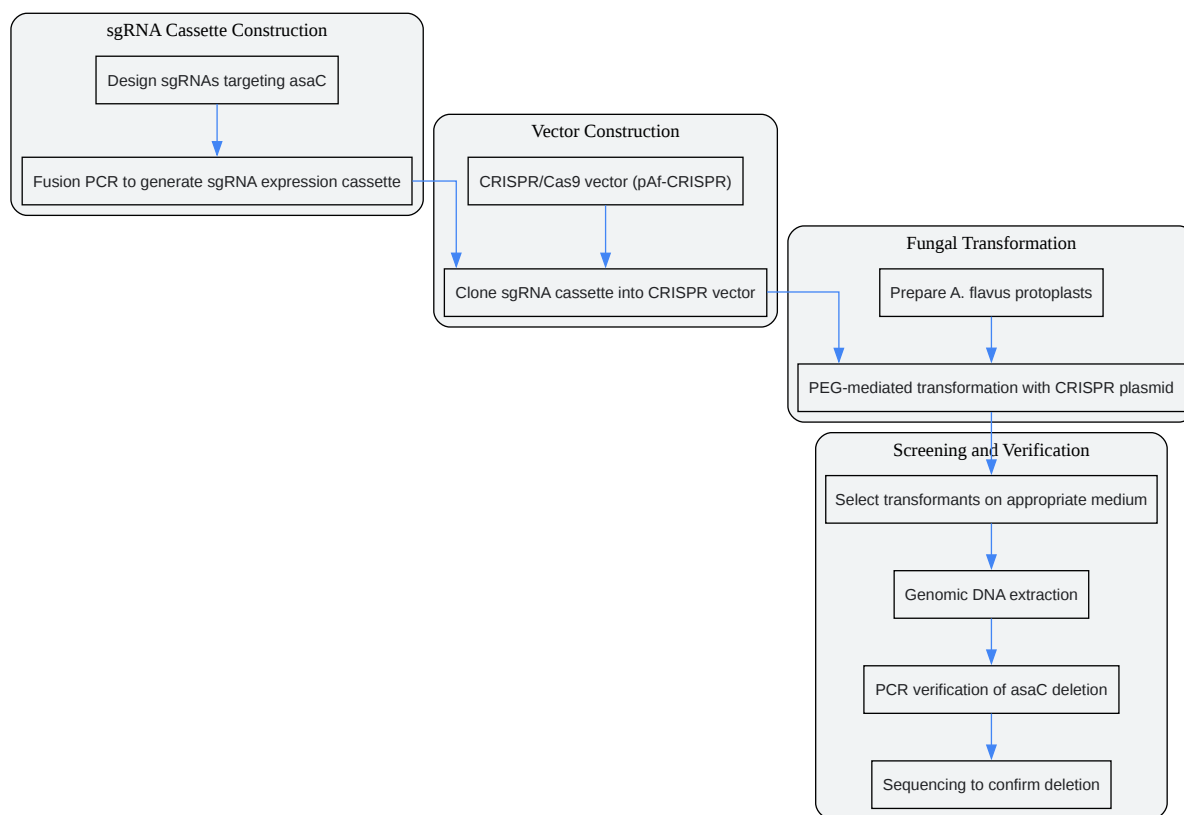 sgRNA Cassette Construction
Design sgRNAs targeting asaC
Fusion PCR to generate sgRNA expression cassette
Vector Construction
CRISPR/Cas9 vector (pAf-CRISPR)
Clone sgRNA cassette into CRISPR vector
Fungal Transformation
Prepare A. flavus protoplasts
PEG-mediated transformation with CRISPR plasmid
Screening and Verification
Select transformants on appropriate medium
Genomic DNA extraction
PCR verification of asaC deletion
Sequencing to confirm deletion